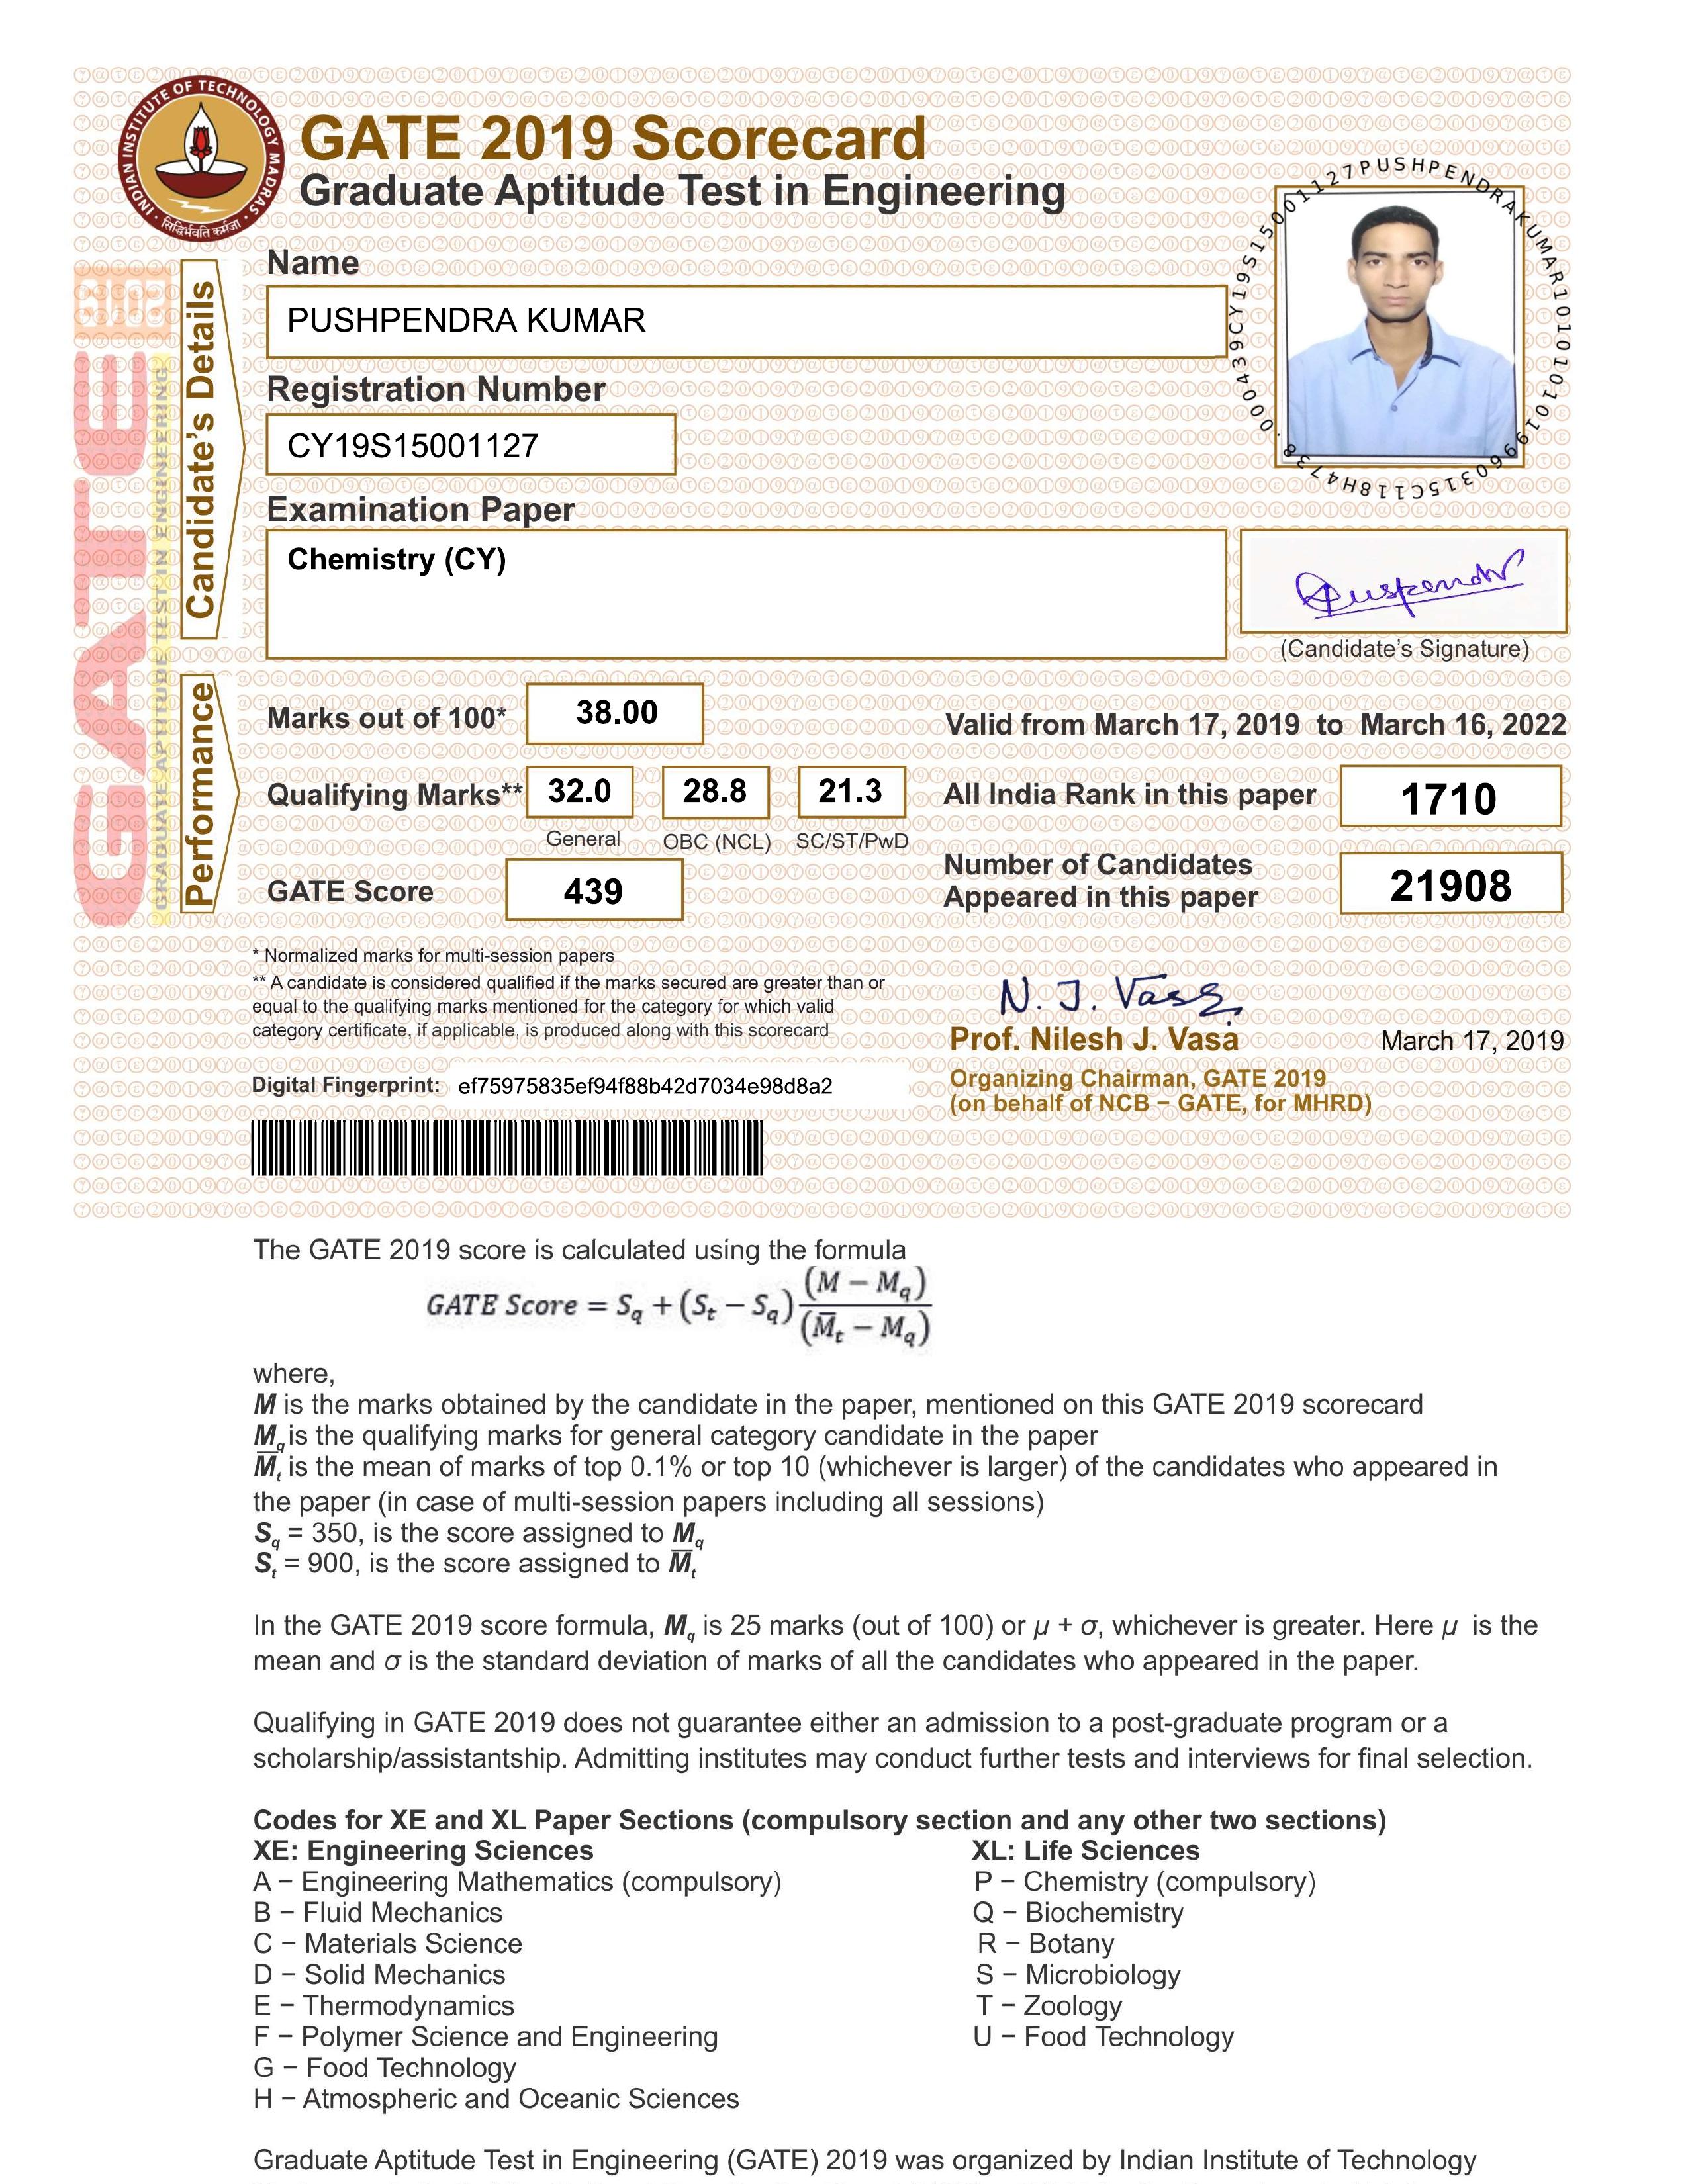 INDIAN INSTITUTE OF TECHNOLOGY MADRAS
सिद्धिर्भवति कर्मजा
GATE 2019 Scorecard
Graduate Aptitude Test in Engineering
GATE 2019
GRADUATE APTITUDE TEST IN ENGINEERING
Candidate's Details
Name
PUSHPENDRA KUMAR
Registration Number
CY19S15001127
Examination Paper
Chemistry (CY)
(Candidate's Signature)
Performance
Marks out of 100* 38.00
Valid from March 17, 2019 to March 16, 2022
Qualifying Marks** 32.0 28.8 21.3
General OBC (NCL) SC/ST/PwD
All India Rank in this paper 1710
GATE Score 439
Number of Candidates
Appeared in this paper 21908
* Normalized marks for multi-session papers
** A candidate is considered qualified if the marks secured are greater than or
equal to the qualifying marks mentioned for the category for which valid
category certificate, if applicable, is produced along with this scorecard
N. J. Vasa
Prof. Nilesh J. Vasa
March 17, 2019
Organizing Chairman, GATE 2019
(on behalf of NCB – GATE, for MHRD)
Digital Fingerprint: ef75975835ef94f88b42d7034e98d8a2
The GATE 2019 score is calculated using the formula
GATE Score = S_q + (S_t − S_q) (M − M_q) / (M̅_t − M_q)
where,
M is the marks obtained by the candidate in the paper, mentioned on this GATE 2019 scorecard
M_q is the qualifying marks for general category candidate in the paper
M̅_t is the mean of marks of top 0.1% or top 10 (whichever is larger) of the candidates who appeared in
the paper (in case of multi-session papers including all sessions)
S_q = 350, is the score assigned to M_q
S_t = 900, is the score assigned to M̅_t
In the GATE 2019 score formula, M_q is 25 marks (out of 100) or μ + σ, whichever is greater. Here μ is the
mean and σ is the standard deviation of marks of all the candidates who appeared in the paper.
Qualifying in GATE 2019 does not guarantee either an admission to a post-graduate program or a
scholarship/assistantship. Admitting institutes may conduct further tests and interviews for final selection.
Codes for XE and XL Paper Sections (compulsory section and any other two sections)
XE: Engineering Sciences
A – Engineering Mathematics (compulsory)
B – Fluid Mechanics
C – Materials Science
D – Solid Mechanics
E – Thermodynamics
F – Polymer Science and Engineering
G – Food Technology
H – Atmospheric and Oceanic Sciences
XL: Life Sciences
P – Chemistry (compulsory)
Q – Biochemistry
R – Botany
S – Microbiology
T – Zoology
U – Food Technology
Graduate Aptitude Test in Engineering (GATE) 2019 was organized by Indian Institute of Technology